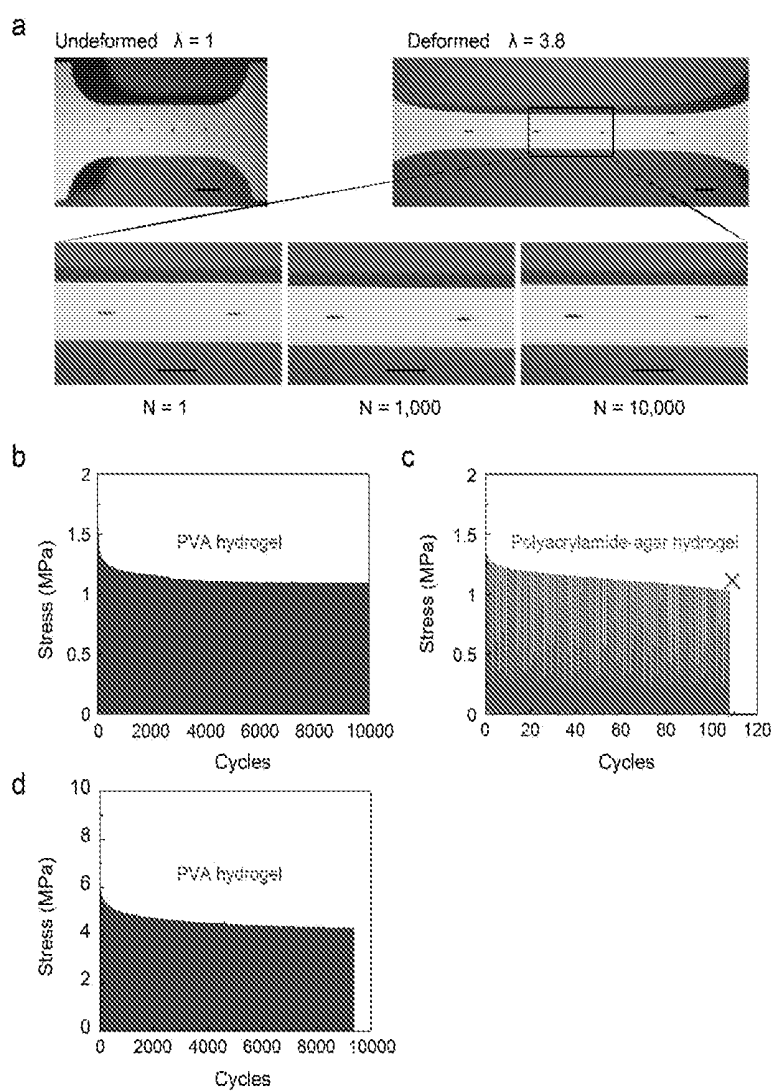 a
Undeformed λ = 1
Deformed λ = 3.8
N = 1
N = 1,000
N = 10,000
b
2
1.5
1
0.5
0
Stress (MPa)
PVA hydrogel
0 2000 4000 6000 8000 10000
Cycles
c
2
1.5
1
0.5
0
Stress (MPa)
Polyacrylamide-agar hydrogel
0 20 40 60 80 100 120
Cycles
d
10
8
6
4
2
0
Stress (MPa)
PVA hydrogel
0 2000 4000 6000 8000 10000
Cycles